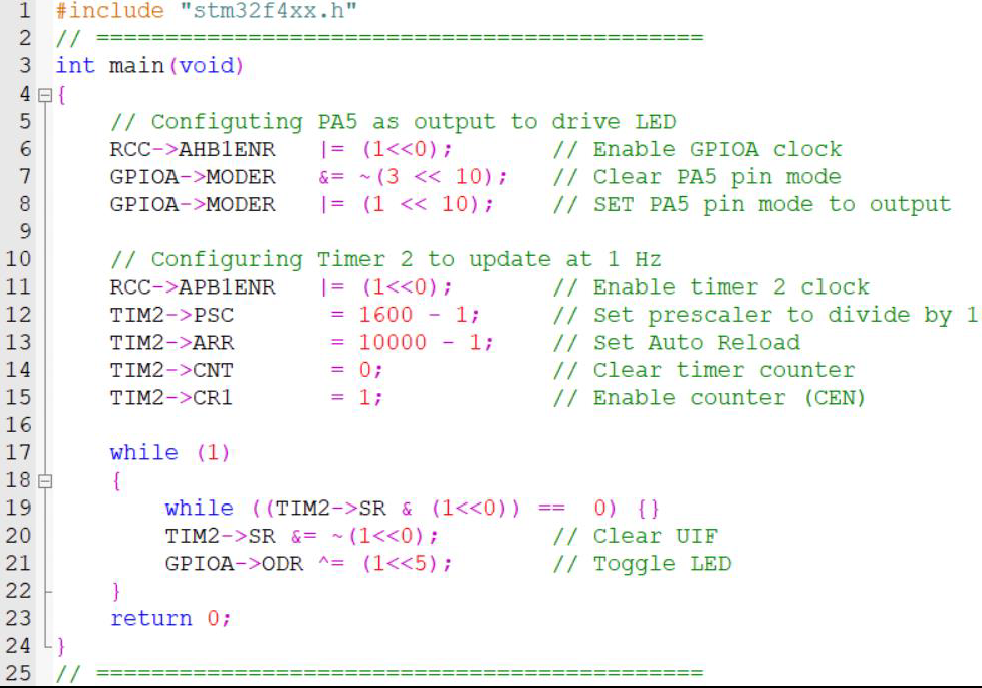 1 #include "stm32f4xx.h"
2 // ============================================
3 int main(void)
4 {
5 // Configuting PA5 as output to drive LED
6 RCC->AHB1ENR |= (1<<0); // Enable GPIOA clock
7 GPIOA->MODER &= ~(3 << 10); // Clear PA5 pin mode
8 GPIOA->MODER |= (1 << 10); // SET PA5 pin mode to output
9
10 // Configuring Timer 2 to update at 1 Hz
11 RCC->APB1ENR |= (1<<0); // Enable timer 2 clock
12 TIM2->PSC = 1600 - 1; // Set prescaler to divide by 1
13 TIM2->ARR = 10000 - 1; // Set Auto Reload
14 TIM2->CNT = 0; // Clear timer counter
15 TIM2->CR1 = 1; // Enable counter (CEN)
16
17 while (1)
18 {
19 while ((TIM2->SR & (1<<0)) == 0) {}
20 TIM2->SR &= ~(1<<0); // Clear UIF
21 GPIOA->ODR ^= (1<<5); // Toggle LED
22 }
23 return 0;
24 }
25 // ============================================